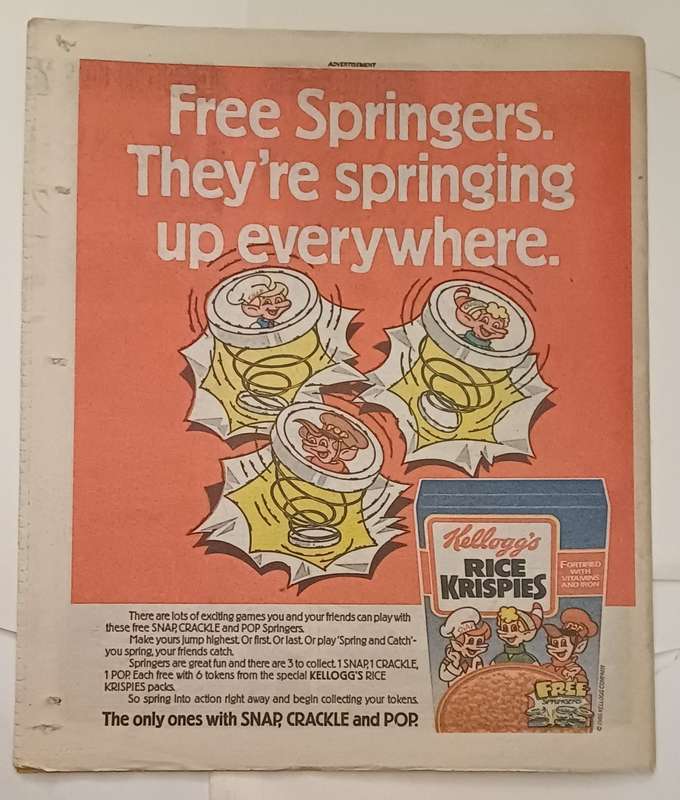 ADVERTISEMENT
Free Springers.
They're springing
up everywhere.
Kellogg's
RICE
KRISPIES
FORTIFIED
WITH
VITAMINS
AND IRON
SNAP
POP
FREE
SPRINGERS
There are lots of exciting games you and your friends can play with
these free SNAP, CRACKLE and POP Springers.
Make yours jump highest. Or first. Or last. Or play 'Spring and Catch'-
you spring, your friends catch.
Springers are great fun and there are 3 to collect. 1 SNAP, 1 CRACKLE,
1 POP. Each free with 6 tokens from the special KELLOGG'S RICE
KRISPIES packs.
So spring into action right away and begin collecting your tokens.
The only ones with SNAP, CRACKLE and POP.
KELLOGG COMPANY